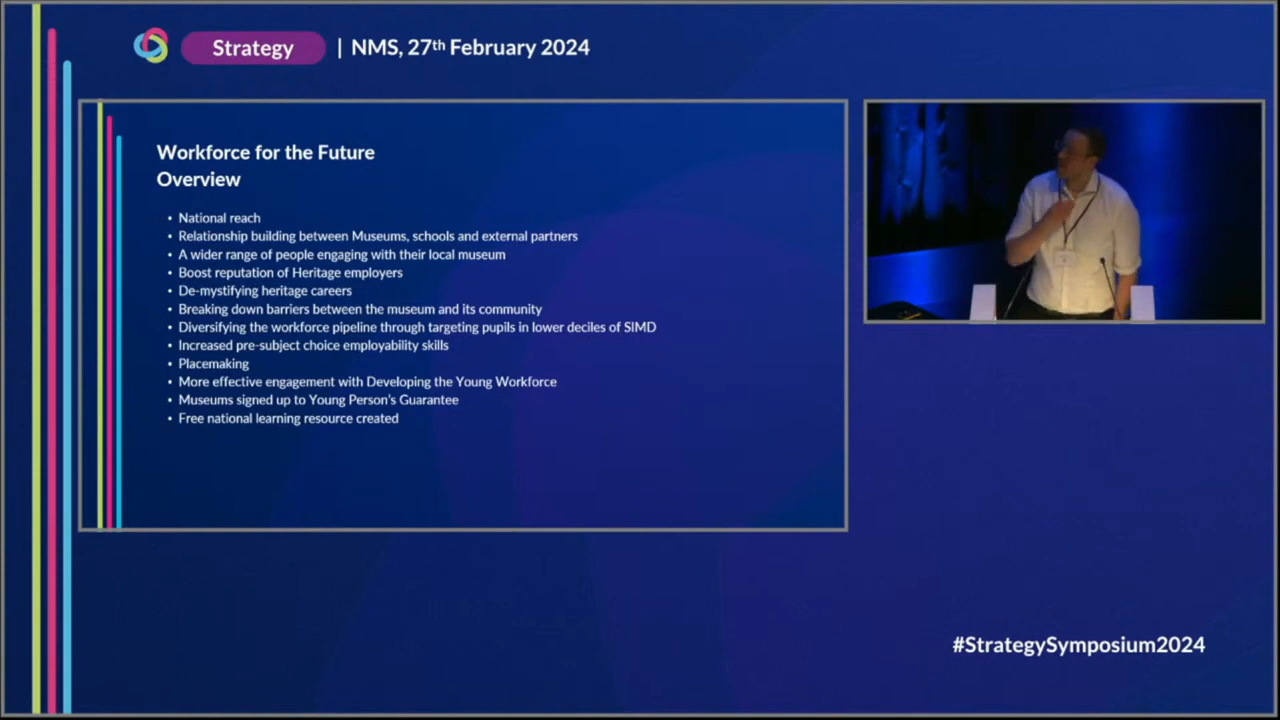 Strategy | NMS, 27th February 2024
Workforce for the Future
Overview
• National reach
• Relationship building between Museums, schools and external partners
• A wider range of people engaging with their local museum
• Boost reputation of Heritage employers
• De-mystifying heritage careers
• Breaking down barriers between the museum and its community
• Diversifying the workforce pipeline through targeting pupils in lower deciles of SIMD
• Increased pre-subject choice employability skills
• Placemaking
• More effective engagement with Developing the Young Workforce
• Museums signed up to Young Person's Guarantee
• Free national learning resource created
#StrategySymposium2024